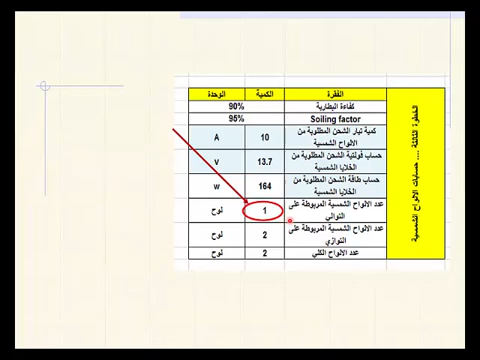 الخطوة الثالثة .... حسابات الالواح الشمسية
الفقرة الكمية الوحدة
كفاءة البطارية 90%
Soiling factor 95%
كمية تيار الشحن المطلوبة من
الالواح الشمسية
10 A
حساب فولتية الشحن المطلوبة من
الخلايا الشمسية
13.7 V
حساب طاقة الشحن المطلوبة من
الخلايا الشمسية
164 w
عدد الالواح الشمسية المربوطة على
التوالي
1 لوح
عدد الالواح الشمسية المربوطة على
التوازي
2 لوح
عدد الالواح الكلي 2 لوح